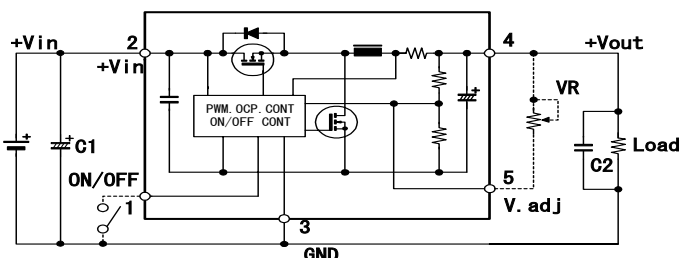 +Vin
2
+Vin
4
+Vout
VR
PWM. OCP. CONT
ON/OFF CONT
C1
C2
Load
ON/OFF
1
5
V. adj
3
GND
+
+
+